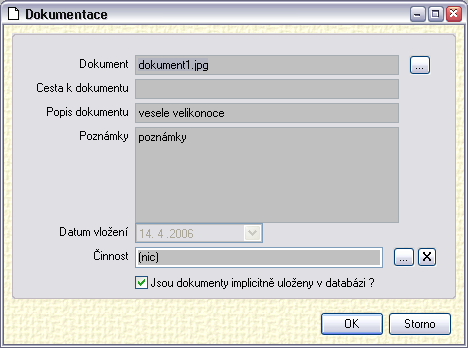 Dokumentace
Dokument dokument1.jpg ...
Cesta k dokumentu
Popis dokumentu vesele velikonoce
Poznámky poznámky
Datum vložení 14. 4 .2006
Činnost (nic) ... X
Jsou dokumenty implicitně uloženy v databázi ?
OK Storno